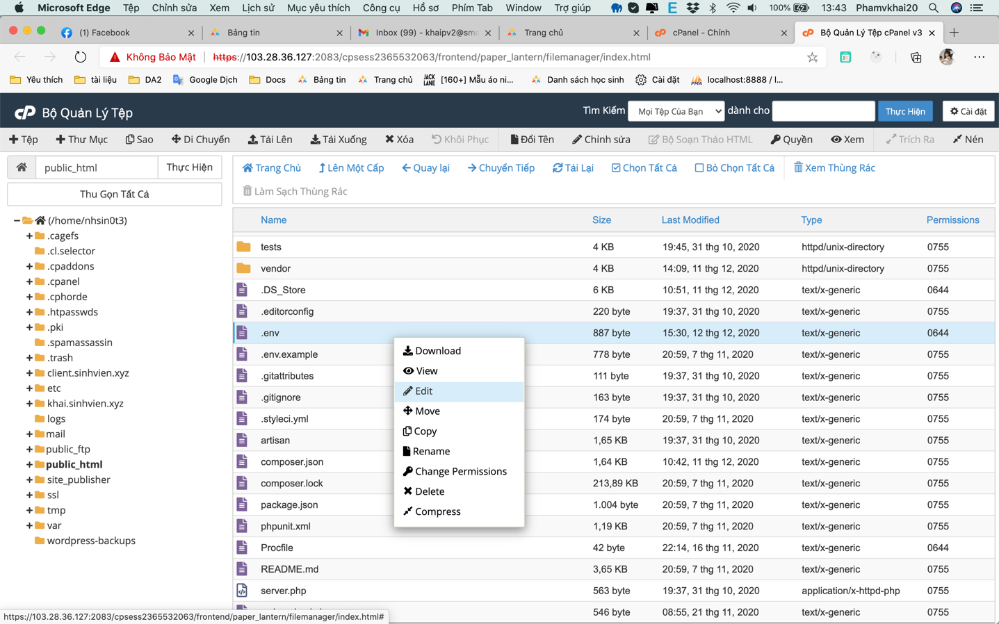 Microsoft Edge Tệp Chỉnh sửa Xem Lịch sử Mục yêu thích Công cụ Hồ sơ Phím Tab Window Trợ giúp 100% 13:43 Phamvkhai20
(1) Facebook Bảng tin Inbox (99) - khaipv2@sma Trang chủ cPanel - Chính Bộ Quản Lý Tệp cPanel v3
Không Bảo Mật https://103.28.36.127:2083/cpsess2365532063/frontend/paper_lantern/filemanager/index.html
Yêu thích tài liệu DA2 Google Dịch Docs Bảng tin Trang chủ JACK LANE [160+] Mẫu áo ni... Danh sách học sinh Cài đặt PMA localhost:8888 / l...
cP Bộ Quản Lý Tệp Tìm Kiếm Mọi Tệp Của Bạn dành cho Thực Hiện Cài đặt
Tệp Thư Mục Sao Di Chuyển Tải Lên Tải Xuống Xóa Khôi Phục Đổi Tên Chỉnh sửa Bộ Soạn Thảo HTML Quyền Xem Trích Ra Nén
public_html Thực Hiện
Thu Gọn Tất Cả
(/home/nhsin0t3)
.cagefs
.cl.selector
.cpaddons
.cpanel
.cphorde
.htpasswds
.pki
.spamassassin
.trash
client.sinhvien.xyz
etc
khai.sinhvien.xyz
logs
mail
public_ftp
public_html
site_publisher
ssl
tmp
var
wordpress-backups
Trang Chủ Lên Một Cấp Quay lại Chuyển Tiếp Tải Lại Chọn Tất Cả Bỏ Chọn Tất Cả Xem Thùng Rác
Làm Sạch Thùng Rác
Name Size Last Modified Type Permissions
tests 4 KB 19:45, 31 thg 10, 2020 httpd/unix-directory 0755
vendor 4 KB 14:09, 11 thg 12, 2020 httpd/unix-directory 0755
.DS_Store 6 KB 10:51, 11 thg 12, 2020 text/x-generic 0644
.editorconfig 220 byte 19:37, 31 thg 10, 2020 text/x-generic 0755
.env 887 byte 15:30, 12 thg 12, 2020 text/x-generic 0644
.env.example 778 byte 20:59, 7 thg 11, 2020 text/x-generic 0755
.gitattributes 111 byte 19:37, 31 thg 10, 2020 text/x-generic 0755
.gitignore 163 byte 19:37, 31 thg 10, 2020 text/x-generic 0755
.styleci.yml 174 byte 20:59, 7 thg 11, 2020 text/x-generic 0755
artisan 1,65 KB 19:37, 31 thg 10, 2020 text/x-generic 0755
composer.json 1,64 KB 10:42, 11 thg 12, 2020 text/x-generic 0755
composer.lock 213,89 KB 20:59, 7 thg 11, 2020 text/x-generic 0755
package.json 1.004 byte 20:59, 7 thg 11, 2020 text/x-generic 0755
phpunit.xml 1,19 KB 20:59, 7 thg 11, 2020 text/x-generic 0755
Procfile 42 byte 22:14, 16 thg 11, 2020 text/x-generic 0644
README.md 3,65 KB 20:59, 7 thg 11, 2020 text/x-generic 0755
server.php 563 byte 19:37, 31 thg 10, 2020 application/x-httpd-php 0755
546 byte 08:55, 21 thg 11, 2020 text/x-generic 0755
Download
View
Edit
Move
Copy
Rename
Change Permissions
Delete
Compress
https://103.28.36.127:2083/cpsess2365532063/frontend/paper_lantern/filemanager/index.html#